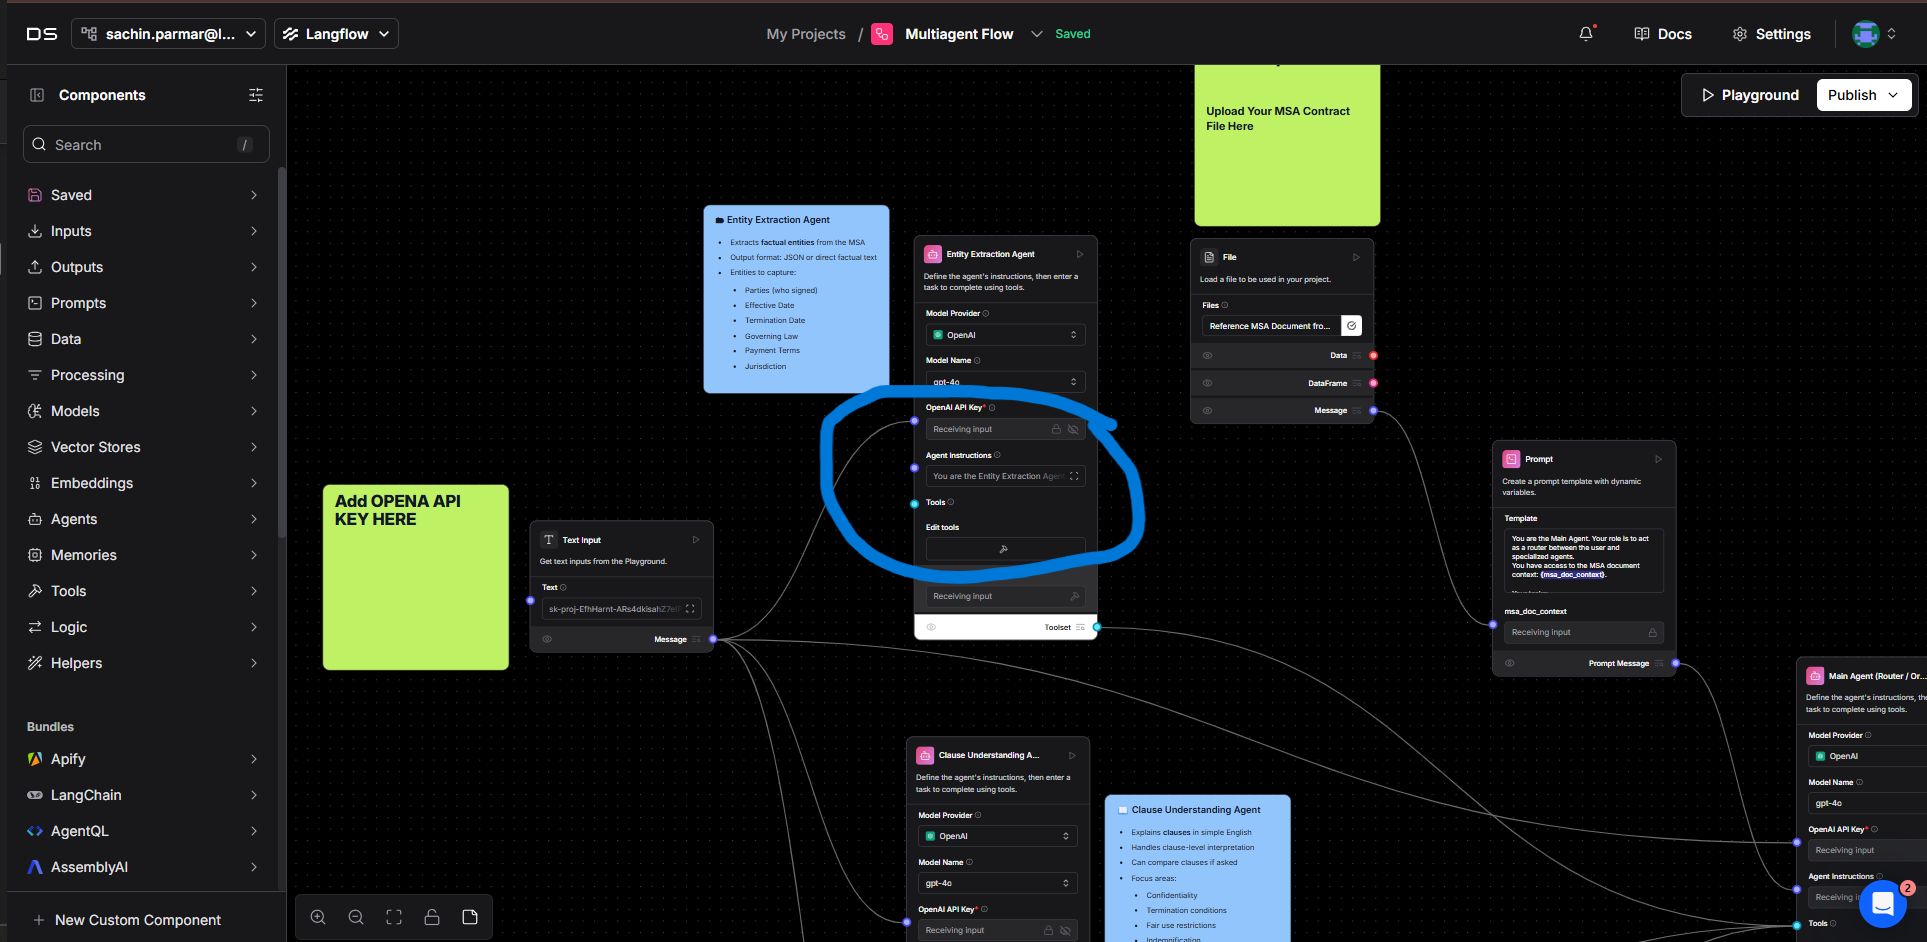 DS
sachin.parmar@l...
Langflow
My Projects / Multiagent Flow
Saved
Docs
Settings
Components
Search /
Saved
Inputs
Outputs
Prompts
Data
Processing
Models
Vector Stores
Embeddings
Agents
Memories
Tools
Logic
Helpers
Bundles
Apify
LangChain
AgentQL
AssemblyAI
New Custom Component
Playground
Publish
Upload Your MSA Contract
File Here
Entity Extraction Agent
Extracts factual entities from the MSA
Output format: JSON or direct factual text
Entities to capture:
Parties (who signed)
Effective Date
Termination Date
Governing Law
Payment Terms
Jurisdiction
Entity Extraction Agent
Define the agent's instructions, then enter a
task to complete using tools.
Model Provider
OpenAI
Model Name
gpt-4o
OpenAI API Key*
Receiving input
Agent Instructions
You are the Entity Extraction Agen
Tools
Edit tools
Receiving input
Toolset
File
Load a file to be used in your project.
Files
Reference MSA Document fro...
Data
DataFrame
Message
Add OPENA API
KEY HERE
Text Input
Get text inputs from the Playground.
Text
Message
Prompt
Create a prompt template with dynamic
variables.
Template
You are the Main Agent. Your role is to act
as a router between the user and
specialized agents.
You have access to the MSA document
context: {msa_doc_context}.
msa_doc_context
Receiving input
Prompt Message
Clause Understanding A...
Define the agent's instructions, then enter a
task to complete using tools.
Model Provider
OpenAI
Model Name
gpt-4o
OpenAI API Key*
Receiving input
Clause Understanding Agent
Explains clauses in simple English
Handles clause-level interpretation
Can compare clauses if asked
Focus areas:
Confidentiality
Termination conditions
Fair use restrictions
Indemnification
Main Agent (Router / Or...
Define the agent's instructions, the
task to complete using tools.
Model Provider
OpenAI
Model Name
gpt-4o
OpenAI API Key*
Receiving input
Agent Instructions
Receiving i
Tools
2